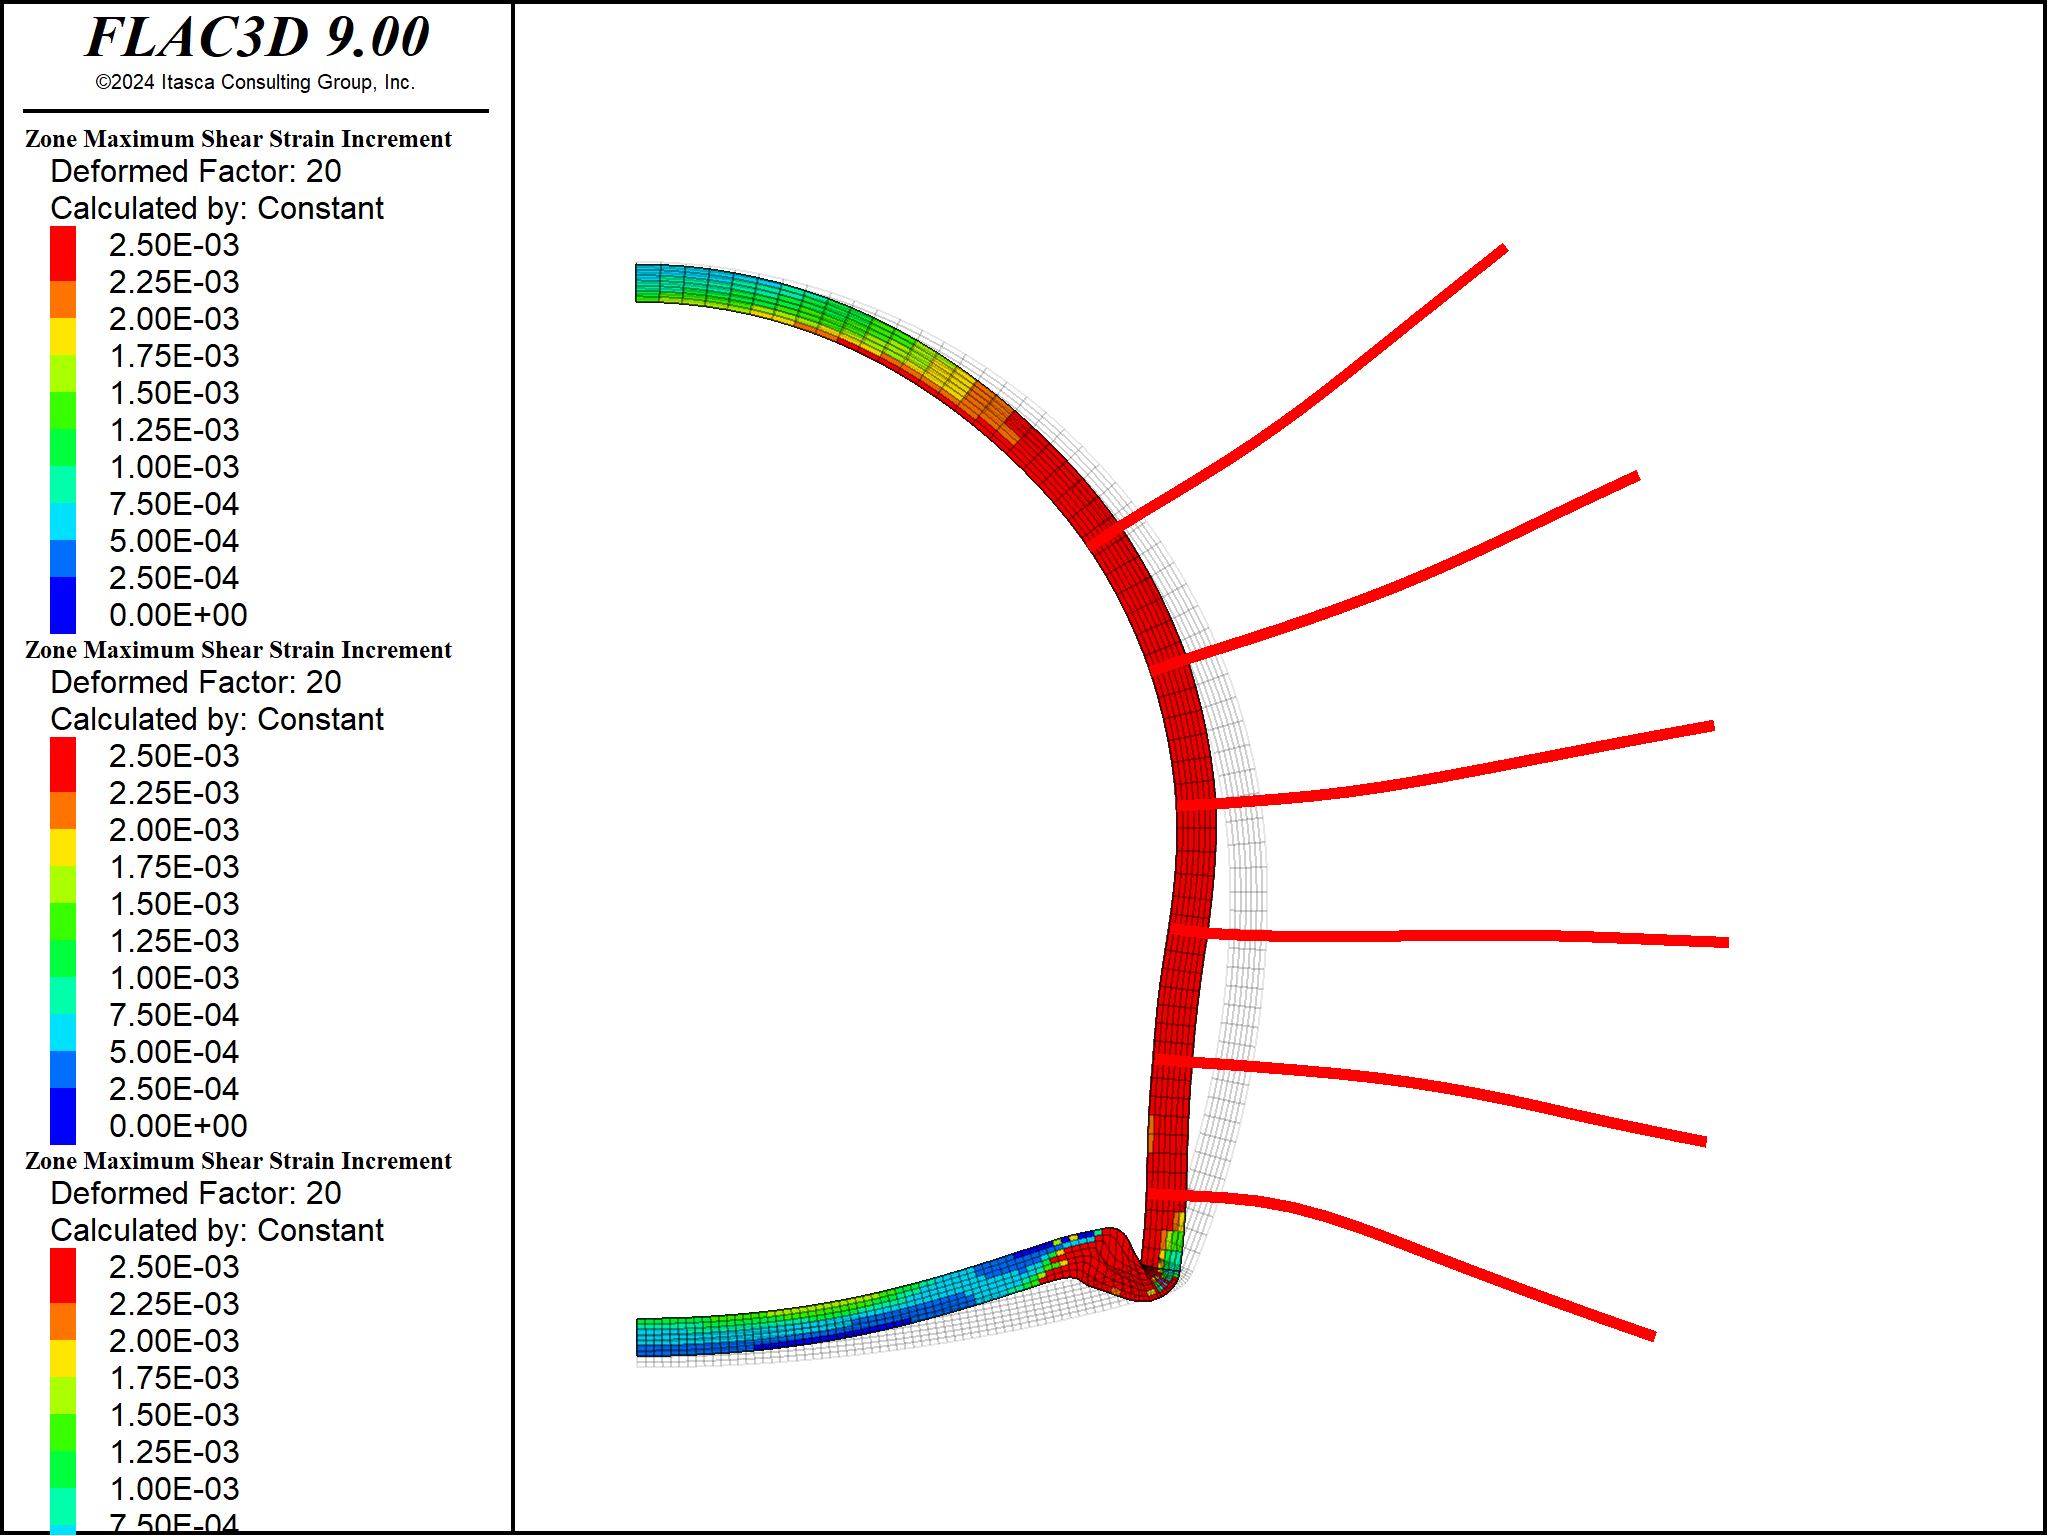 FLAC3D 9.00
©2024 Itasca Consulting Group, Inc.
Zone Maximum Shear Strain Increment
Deformed Factor: 20
Calculated by: Constant
2.50E-03
2.25E-03
2.00E-03
1.75E-03
1.50E-03
1.25E-03
1.00E-03
7.50E-04
5.00E-04
2.50E-04
0.00E+00
Zone Maximum Shear Strain Increment
Deformed Factor: 20
Calculated by: Constant
2.50E-03
2.25E-03
2.00E-03
1.75E-03
1.50E-03
1.25E-03
1.00E-03
7.50E-04
5.00E-04
2.50E-04
0.00E+00
Zone Maximum Shear Strain Increment
Deformed Factor: 20
Calculated by: Constant
2.50E-03
2.25E-03
2.00E-03
1.75E-03
1.50E-03
1.25E-03
1.00E-03
7.50E-04